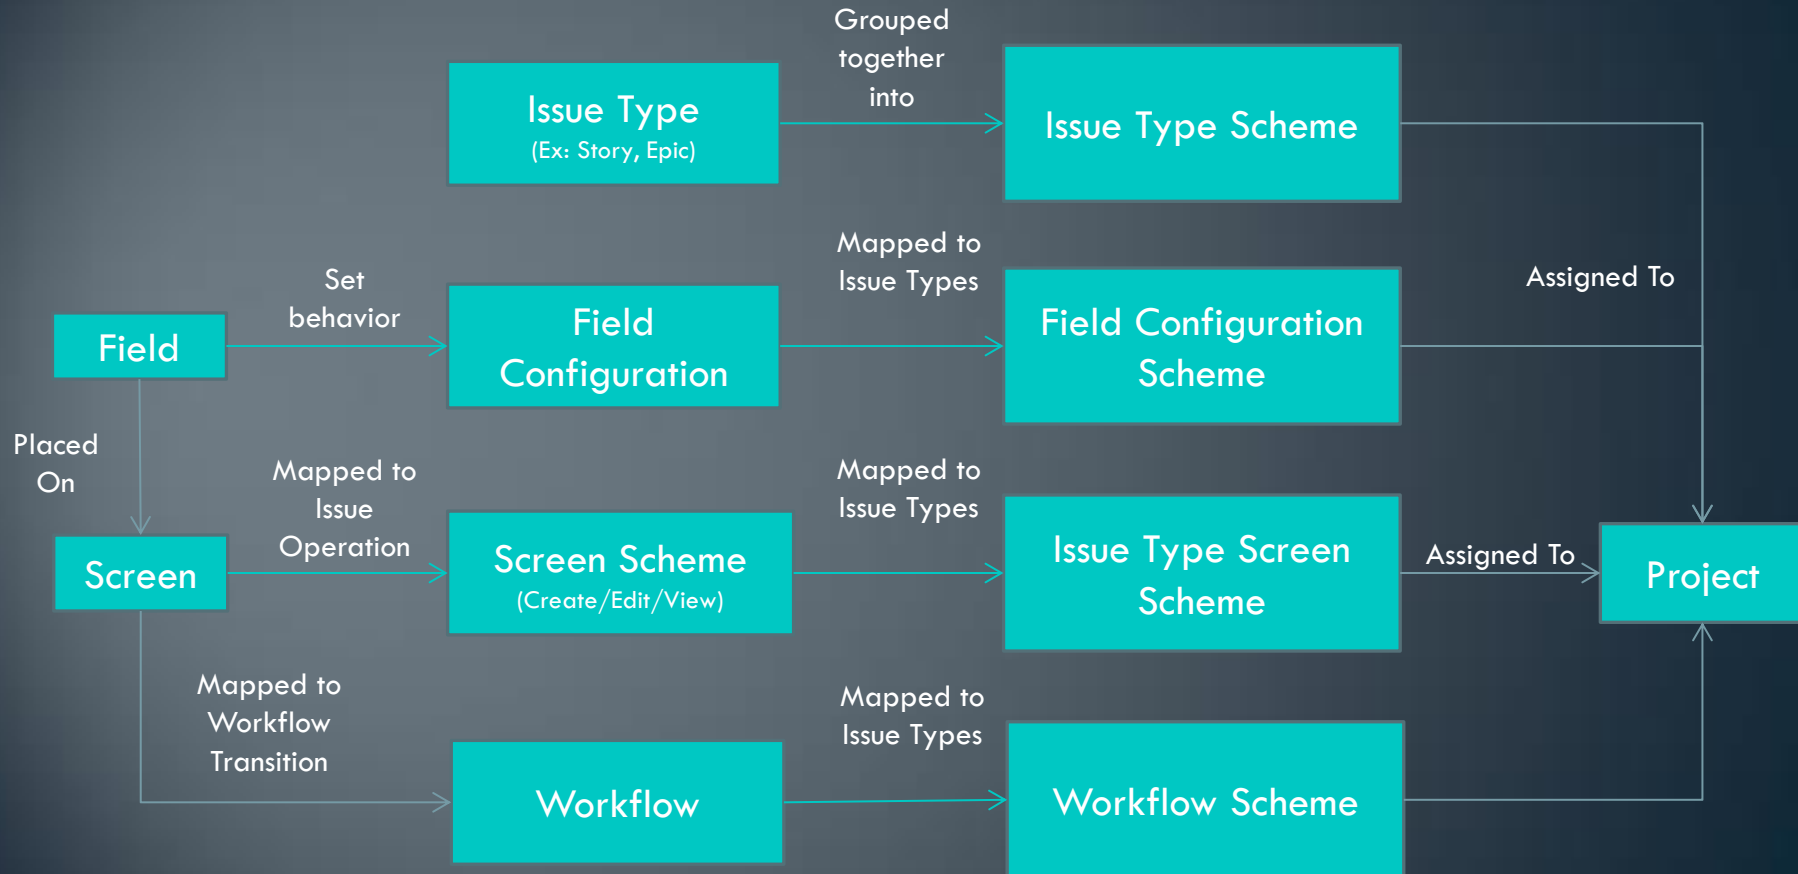 Grouped
together
into
Issue Type
(Ex: Story, Epic)
Issue Type Scheme
Mapped to
Issue Types
Set
behavior
Assigned To
Field
Field
Configuration
Field Configuration
Scheme
Placed
On
Mapped to
Issue
Operation
Mapped to
Issue Types
Screen
Screen Scheme
(Create/Edit/View)
Issue Type Screen
Scheme
Assigned To
Project
Mapped to
Workflow
Transition
Mapped to
Issue Types
Workflow
Workflow Scheme